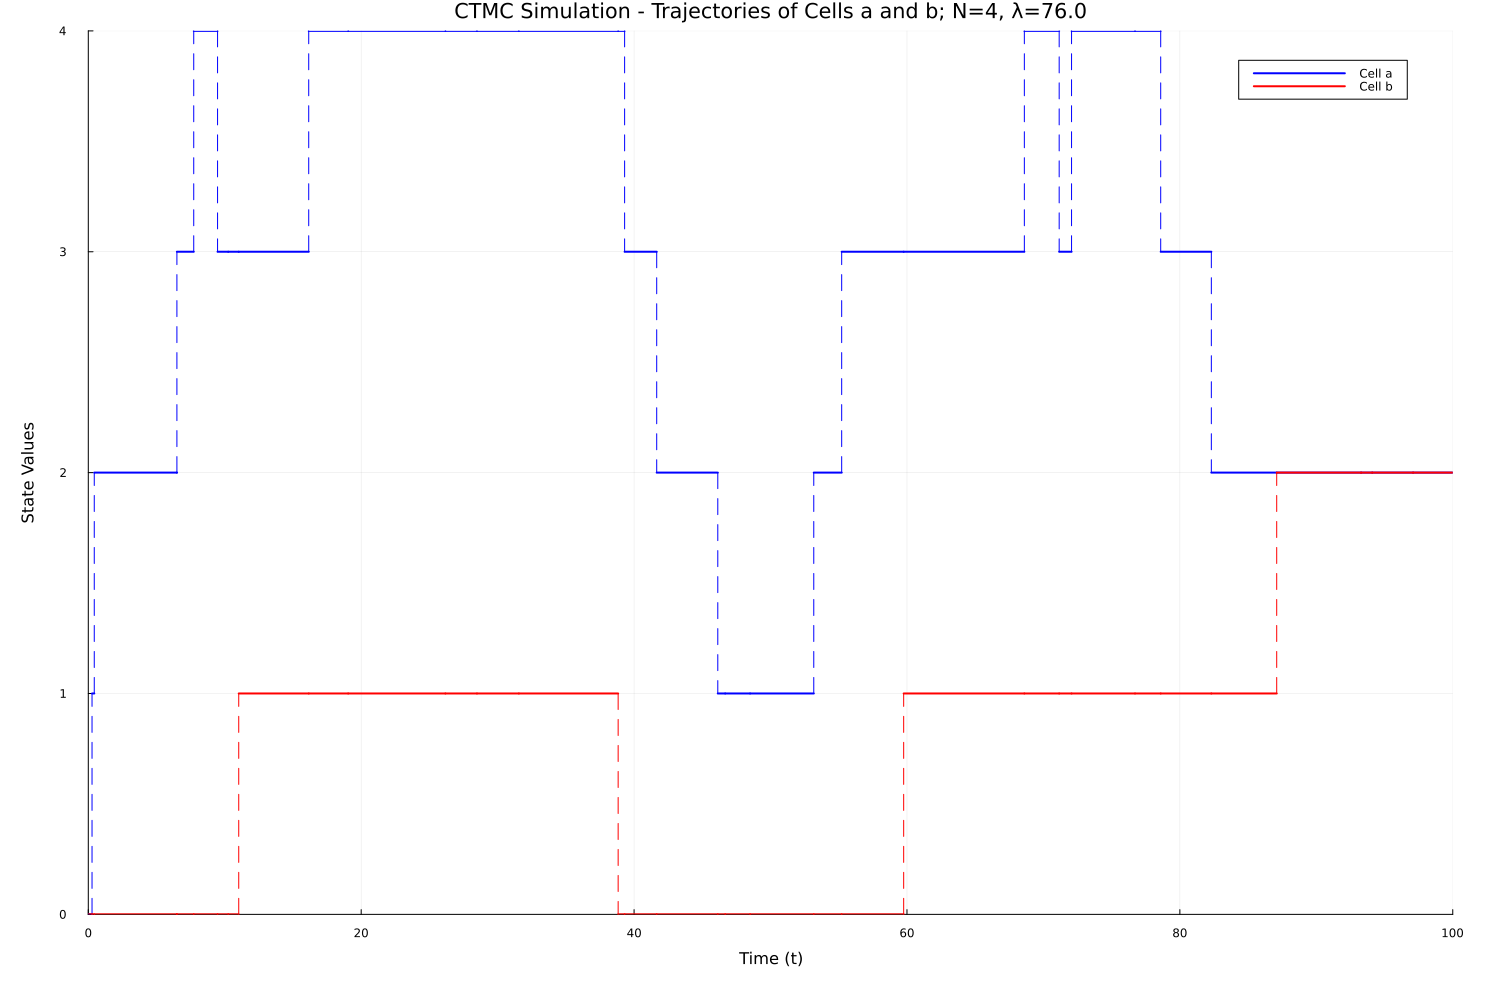 CTMC Simulation - Trajectories of Cells a and b; N=4, λ=76.0
4
Cell a
Cell b
3
State Values
2
1
0
0 20 40 60 80 100
Time (t)